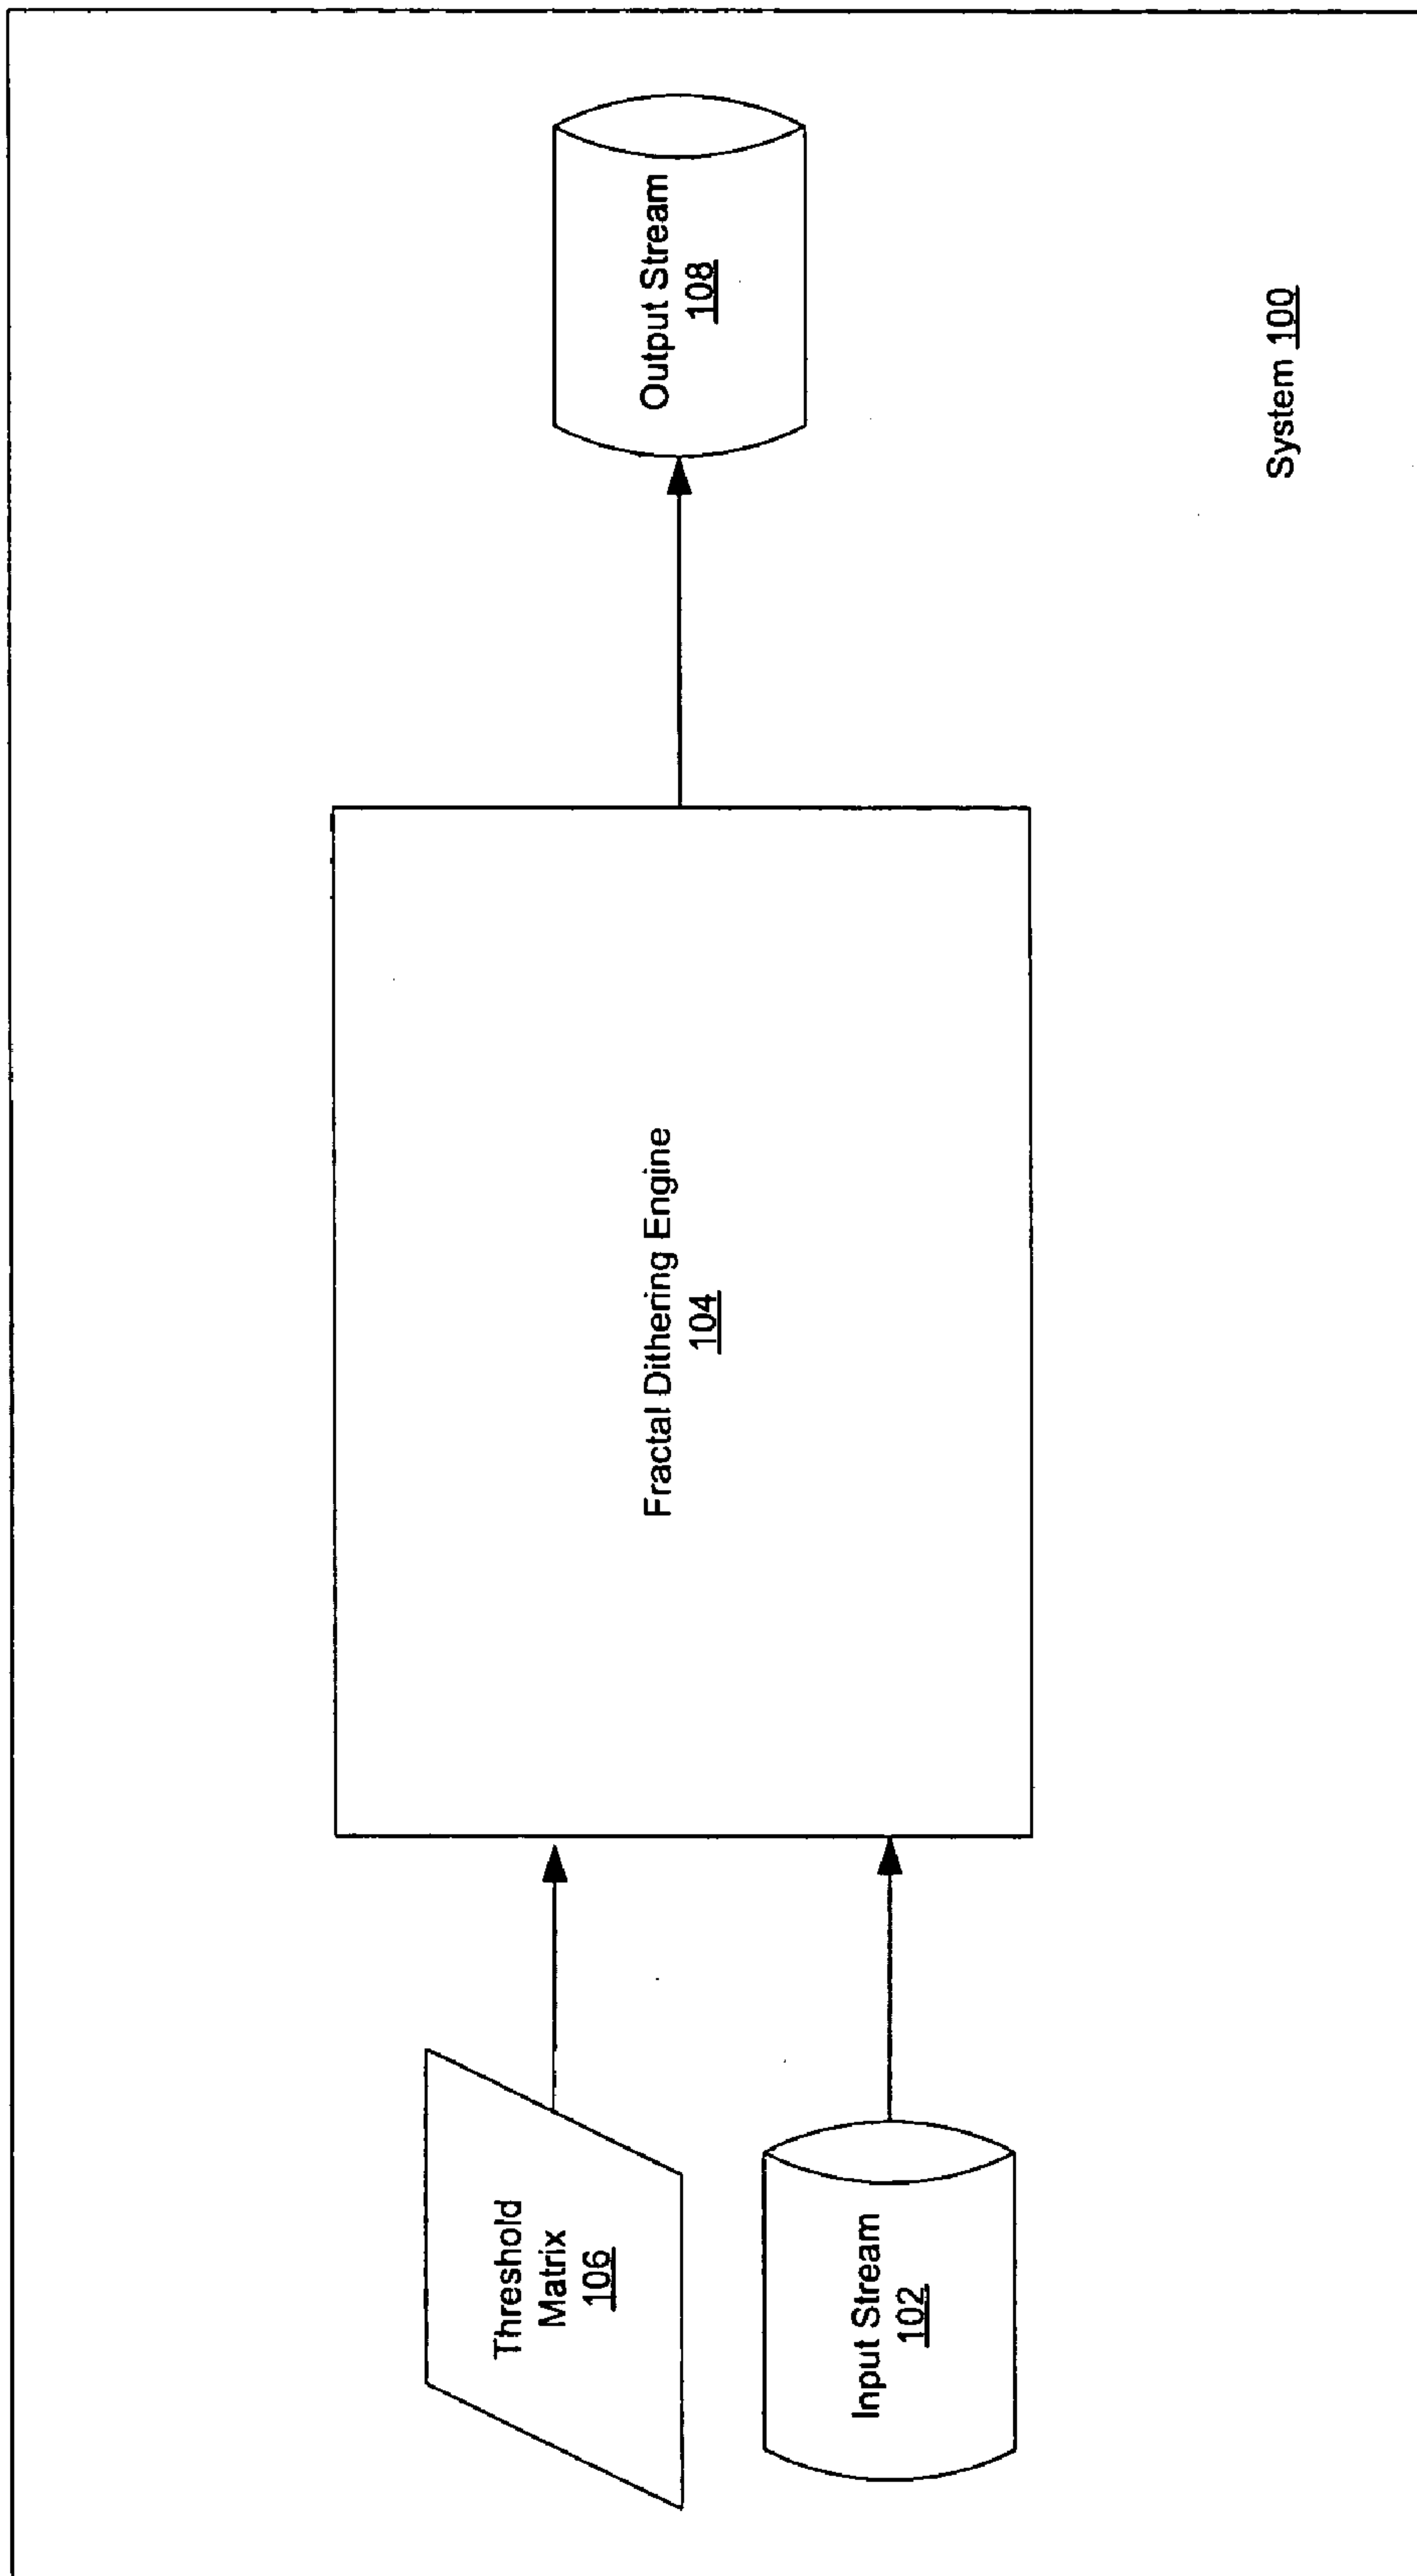 Threshold
Matrix
106
Input Stream
102
Fractal Dithering Engine
104
Output Stream
108
System 100